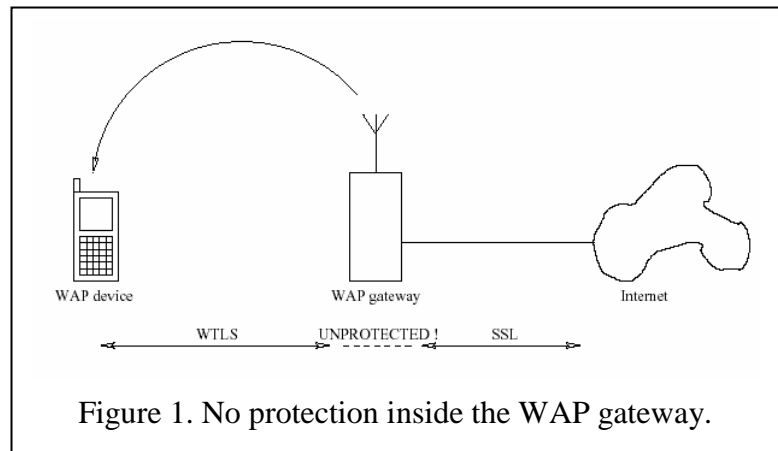 WAP device
WAP gateway
Internet
WTLS
UNPROTECTED !
SSL
Figure 1. No protection inside the WAP gateway.